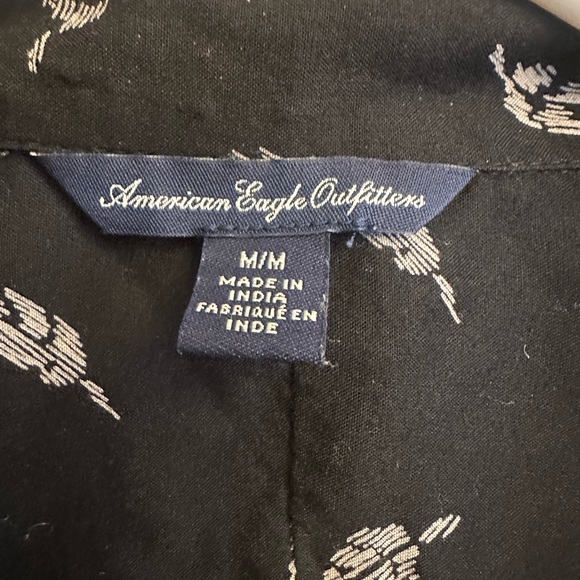 American Eagle Outfitters
M/M
MADE IN
INDIA
FABRIQUÉ EN
INDE